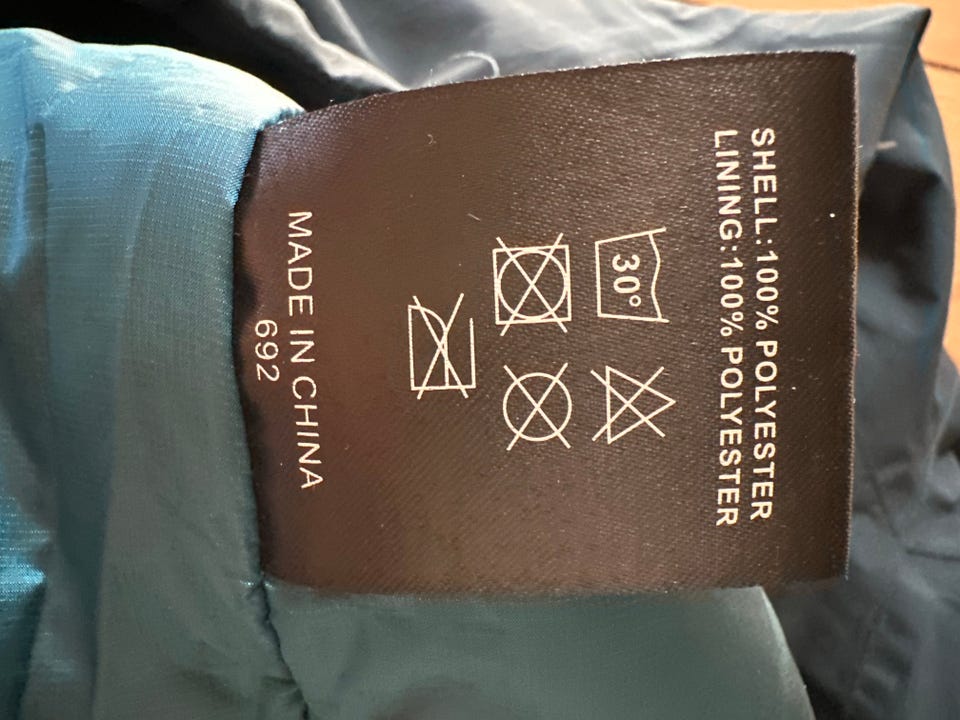 SHELL:100% POLYESTER
LINING:100% POLYESTER
30°
MADE IN CHINA
692